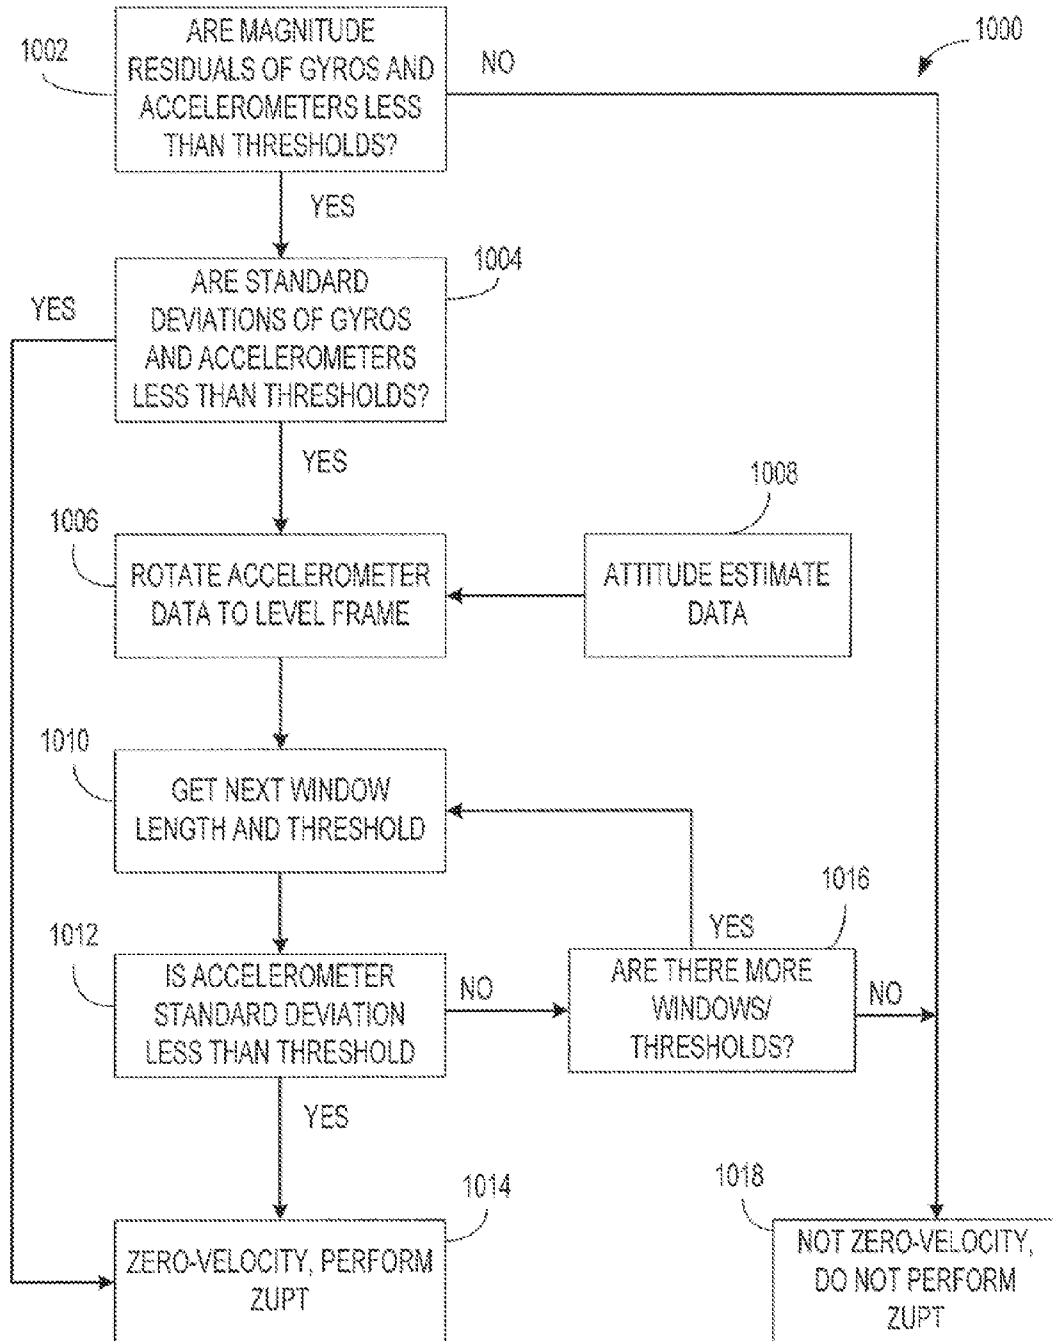 1000
1002
ARE MAGNITUDE
RESIDUALS OF GYROS AND
ACCELEROMETERS LESS
THAN THRESHOLDS?
NO
YES
1004
ARE STANDARD
DEVIATIONS OF GYROS
AND ACCELEROMETERS
LESS THAN THRESHOLDS?
YES
YES
1006
ROTATE ACCELEROMETER
DATA TO LEVEL FRAME
1008
ATTITUDE ESTIMATE
DATA
1010
GET NEXT WINDOW
LENGTH AND THRESHOLD
1012
IS ACCELEROMETER
STANDARD DEVIATION
LESS THAN THRESHOLD
NO
YES
1016
ARE THERE MORE
WINDOWS/
THRESHOLDS?
YES
NO
1014
ZERO-VELOCITY, PERFORM
ZUPT
1018
NOT ZERO-VELOCITY,
DO NOT PERFORM
ZUPT